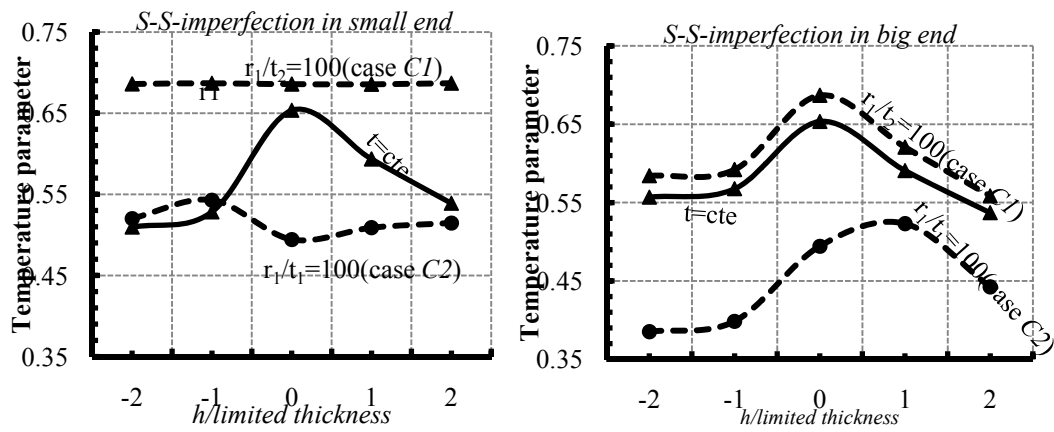 S-S-imperfection in small end
Temperature parameter
0.75
0.65
0.55
0.45
0.35
r1/t2=100(case C1)
t=cte
r1/t1=100(case C2)
-2 -1 0 1 2
h/limited thickness
S-S-imperfection in big end
Temperature parameter
0.75
0.65
0.55
0.45
0.35
r1/t2=100(case C1)
t=cte
r1/t1=100(case C2)
-2 -1 0 1 2
h/limited thickness